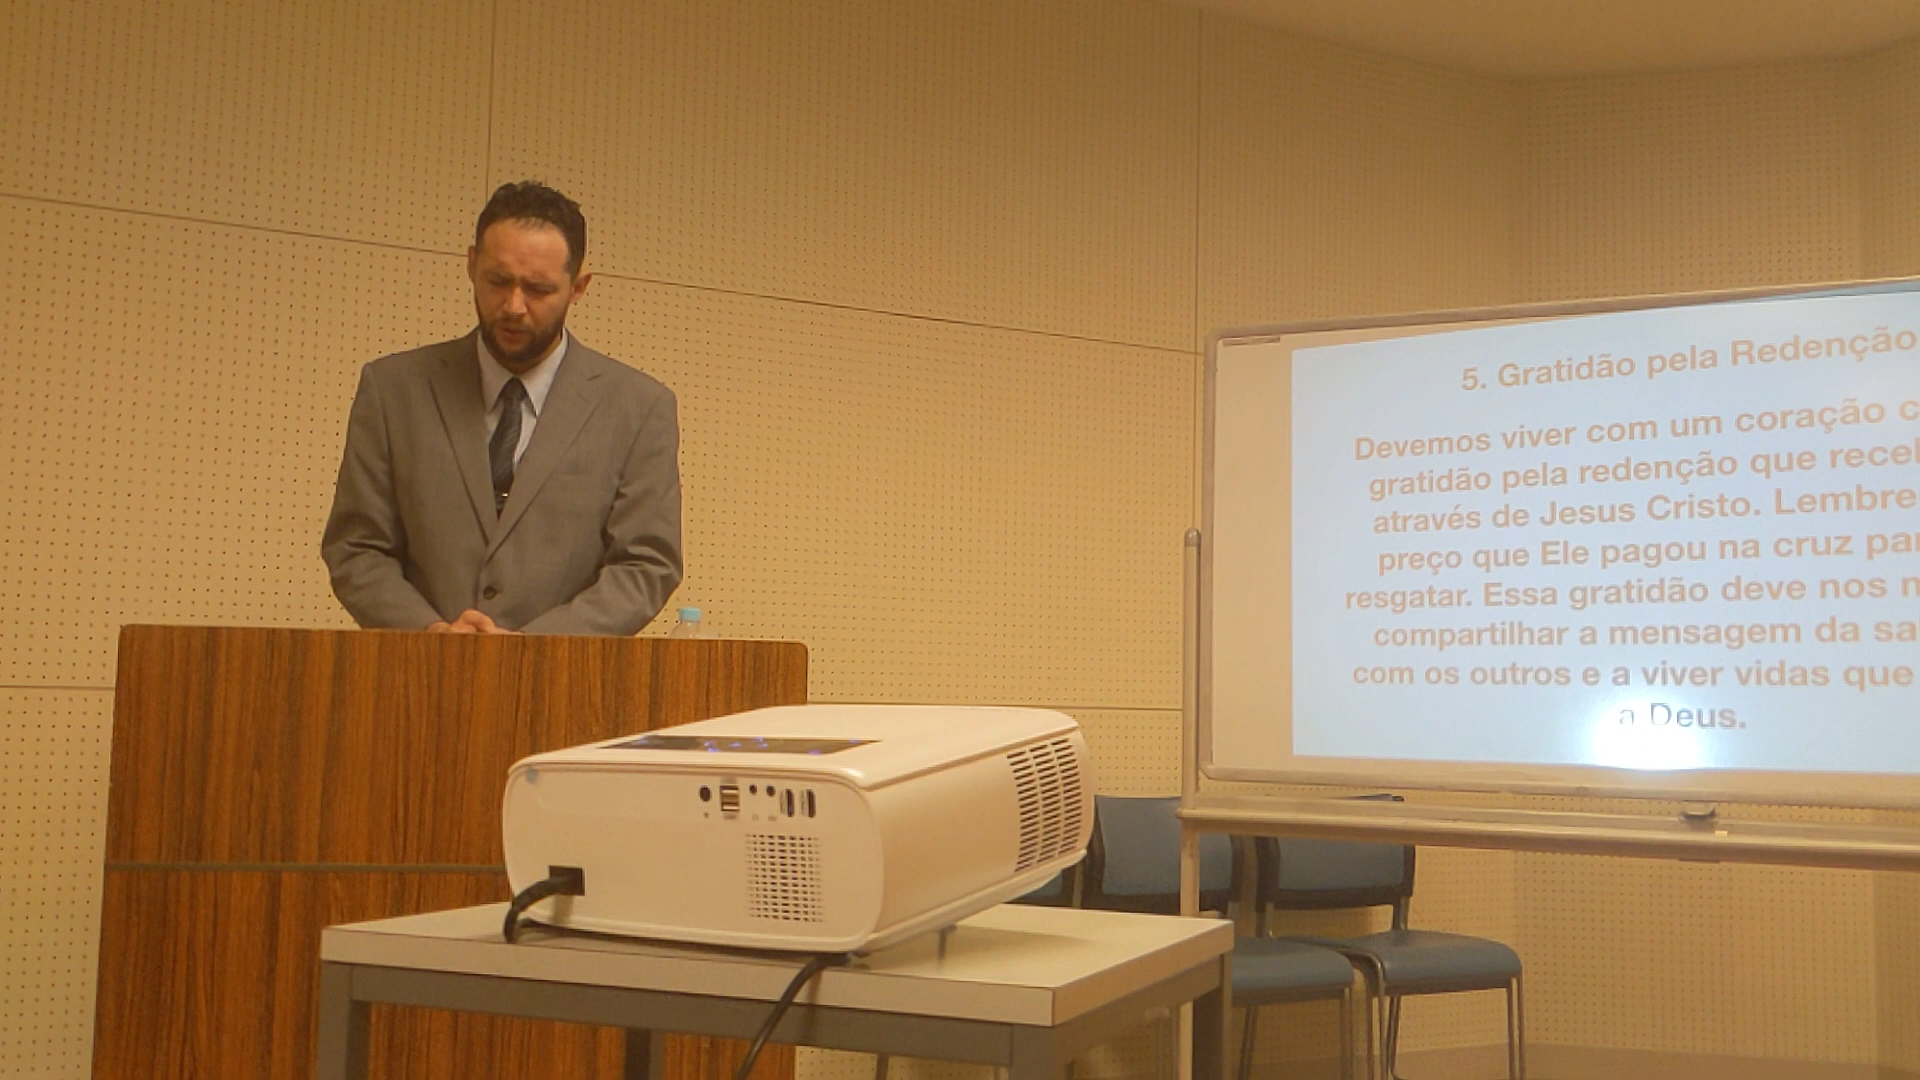 5. Gratidão pela Redenção
Devemos viver com um coração
gratidão pela redenção que
através de Jesus Cristo.
preço que Ele pagou na cruz
resgatar. Essa gratidão deve nos
compartilhar a mensagem da
com os outros e a viver vidas que
a Deus.